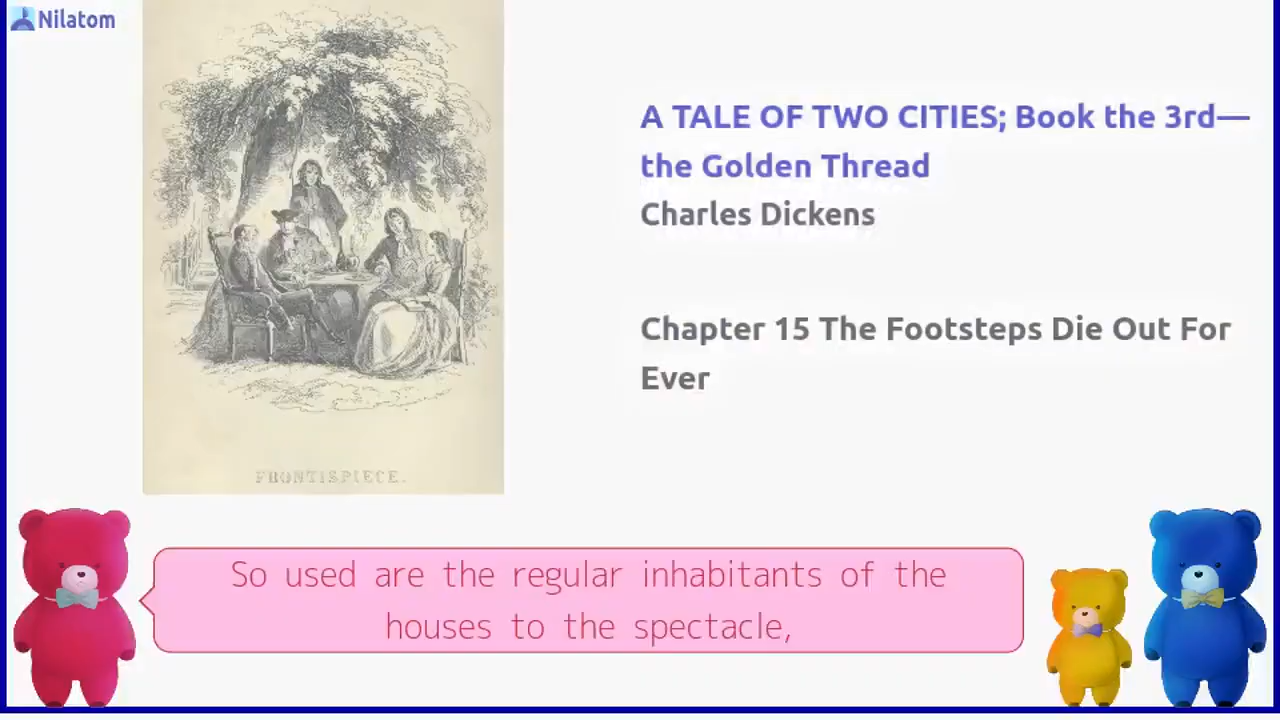 Nilatom
A TALE OF TWO CITIES; Book the 3rd—
the Golden Thread
Charles Dickens
Chapter 15 The Footsteps Die Out For
Ever
FRONTISPIECE.
So used are the regular inhabitants of the
houses to the spectacle,